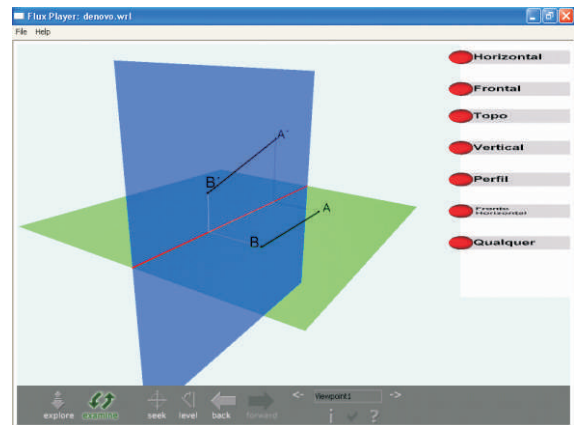 Flux Player: denovo.wrl
File Help
Horizontal
Frontal
Topo
Vertical
Perfil
Fronto
Horizontal
Qualquer
A´
B´
A
B
explore examine seek level back forward <- Viewpoint1 ->
i ?